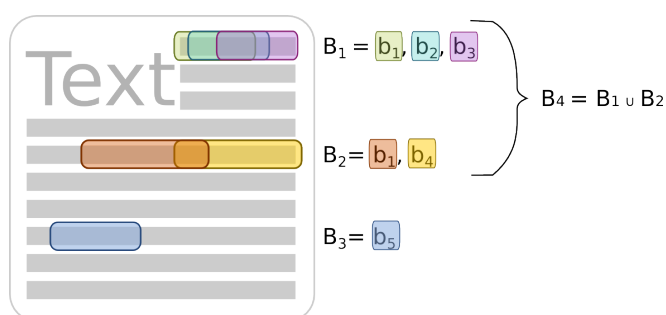 Text
B₁ = b₁, b₂, b₃
B₄ = B₁ ∪ B₂
B₂= b₁, b₄
B₃= b₅